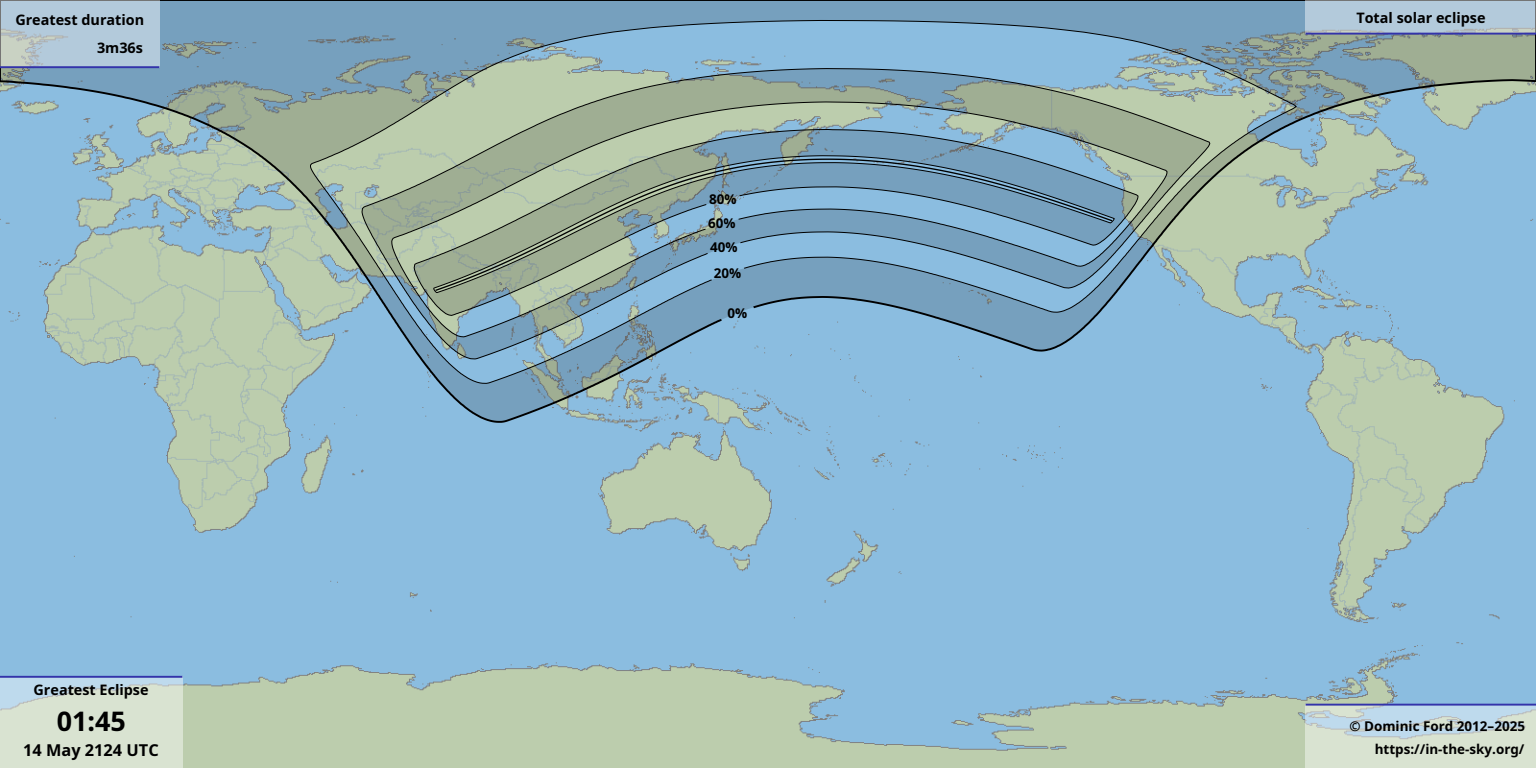 Greatest duration
3m36s
Total solar eclipse
80%
60%
40%
20%
0%
Greatest Eclipse
01:45
14 May 2124 UTC
© Dominic Ford 2012–2025
https://in-the-sky.org/